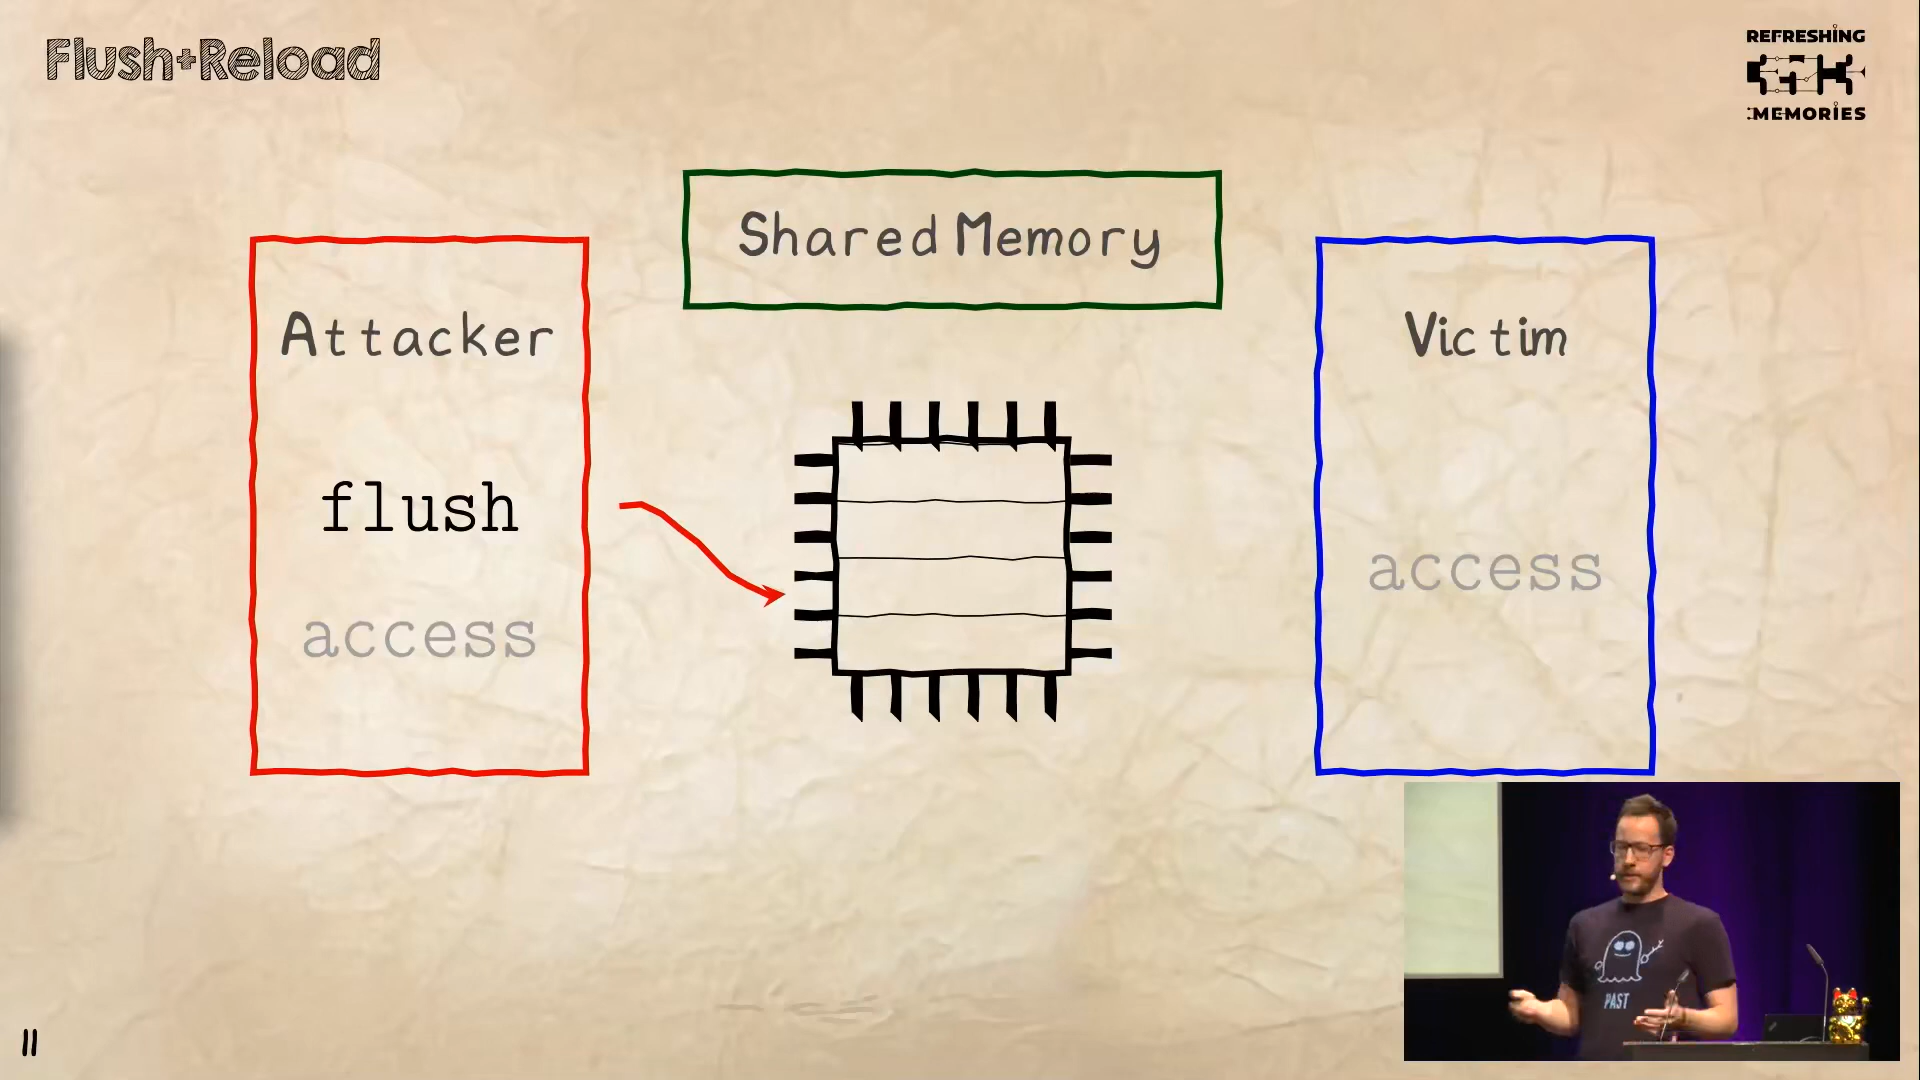 Flush+Reload
REFRESHING
MEMORIES
Shared Memory
Attacker
Victim
flush
access
access
PAST
11